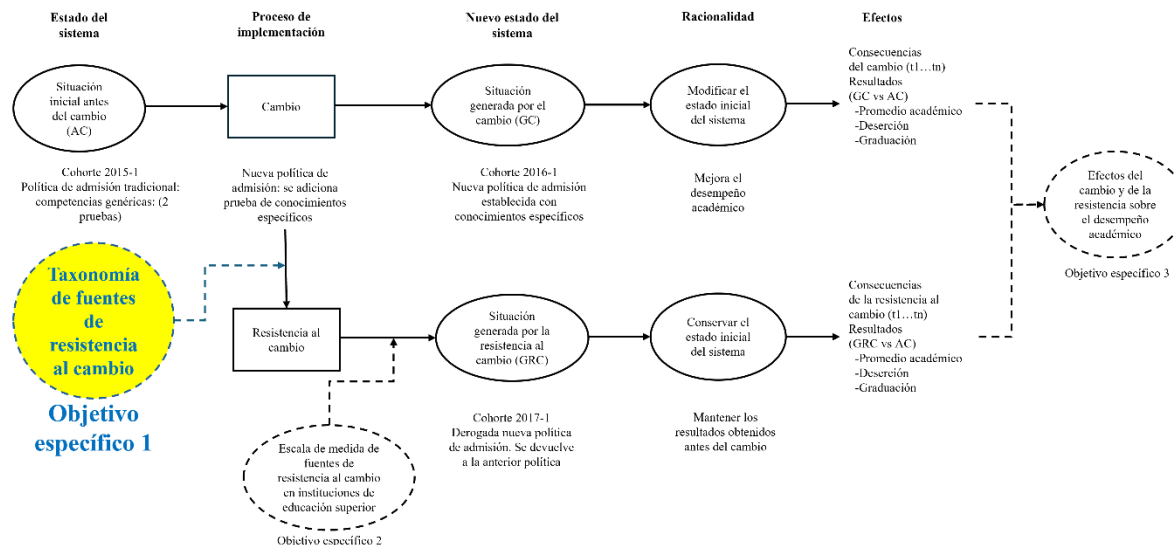 Estado del
sistema
Proceso de
implementación
Nuevo estado del
sistema
Racionalidad
Efectos
Situación
inicial antes
del cambio
(AC)
Cambio
Situación
generada por el
cambio (GC)
Modificar el
estado inicial
del sistema
Consecuencias
del cambio (t1…tn)
Resultados
(GC vs AC)
-Promedio académico
-Deserción
-Graduación
Cohorte 2015-1
Política de admisión tradicional:
competencias genéricas: (2
pruebas)
Nueva política de
admisión: se adiciona
prueba de conocimientos
específicos
Cohorte 2016-1
Nueva política de admisión
establecida con
conocimientos específicos
Mejora el
desempeño
académico
Efectos del
cambio y de la
resistencia sobre
el desempeño
académico
Objetivo específico 3
Taxonomía
de fuentes
de
resistencia
al cambio
Objetivo
específico 1
Resistencia al
cambio
Situación
generada por la
resistencia al
cambio (GRC)
Conservar el
estado inicial
del sistema
Consecuencias
de la resistencia al
cambio (t1…tn)
Resultados
(GRC vs AC)
-Promedio académico
-Deserción
-Graduación
Escala de medida de
fuentes de
resistencia al cambio
en instituciones de
educación superior
Objetivo específico 2
Cohorte 2017-1
Derogada nueva política
de admisión. Se devuelve
a la anterior política
Mantener los
resultados obtenidos
antes del cambio